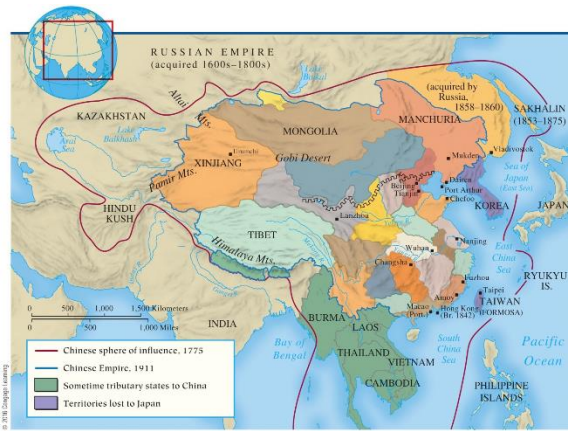 RUSSIAN EMPIRE
(acquired 1600s–1800s)
Lake
Baikal
(acquired by
Russia,
1858–1860)
SAKHALIN
(1853–1875)
KAZAKHSTAN
Altai Mts.
Lake
Balkhash
Aral
Sea
MONGOLIA
MANCHURIA
Vladivostok
XINJIANG
Urumchi
Gobi Desert
Mukden
Sea of
Japan
(East Sea)
Pamir Mts.
Beijing
Tianjin
Dairen
Port Arthur
Chefoo
KOREA
JAPAN
HINDU
KUSH
Lanzhou
TIBET
Himalaya Mts.
Wuhan
Nanjing
East
China
Sea
Changsha
RYUKYU
IS.
Fuzhou
Taipei
Amoy
TAIWAN
(FORMOSA)
Macao
(Port.)
Hong Kong
(Br. 1842)
0 500 1,000 1,500 Kilometers
0 500 1,000 Miles
INDIA
BURMA
LAOS
Bay of
Bengal
THAILAND
VIETNAM
CAMBODIA
South
China
Sea
Pacific
Ocean
PHILIPPINE
ISLANDS
Chinese sphere of influence, 1775
Chinese Empire, 1911
Sometime tributary states to China
Territories lost to Japan
© 2016 Cengage Learning